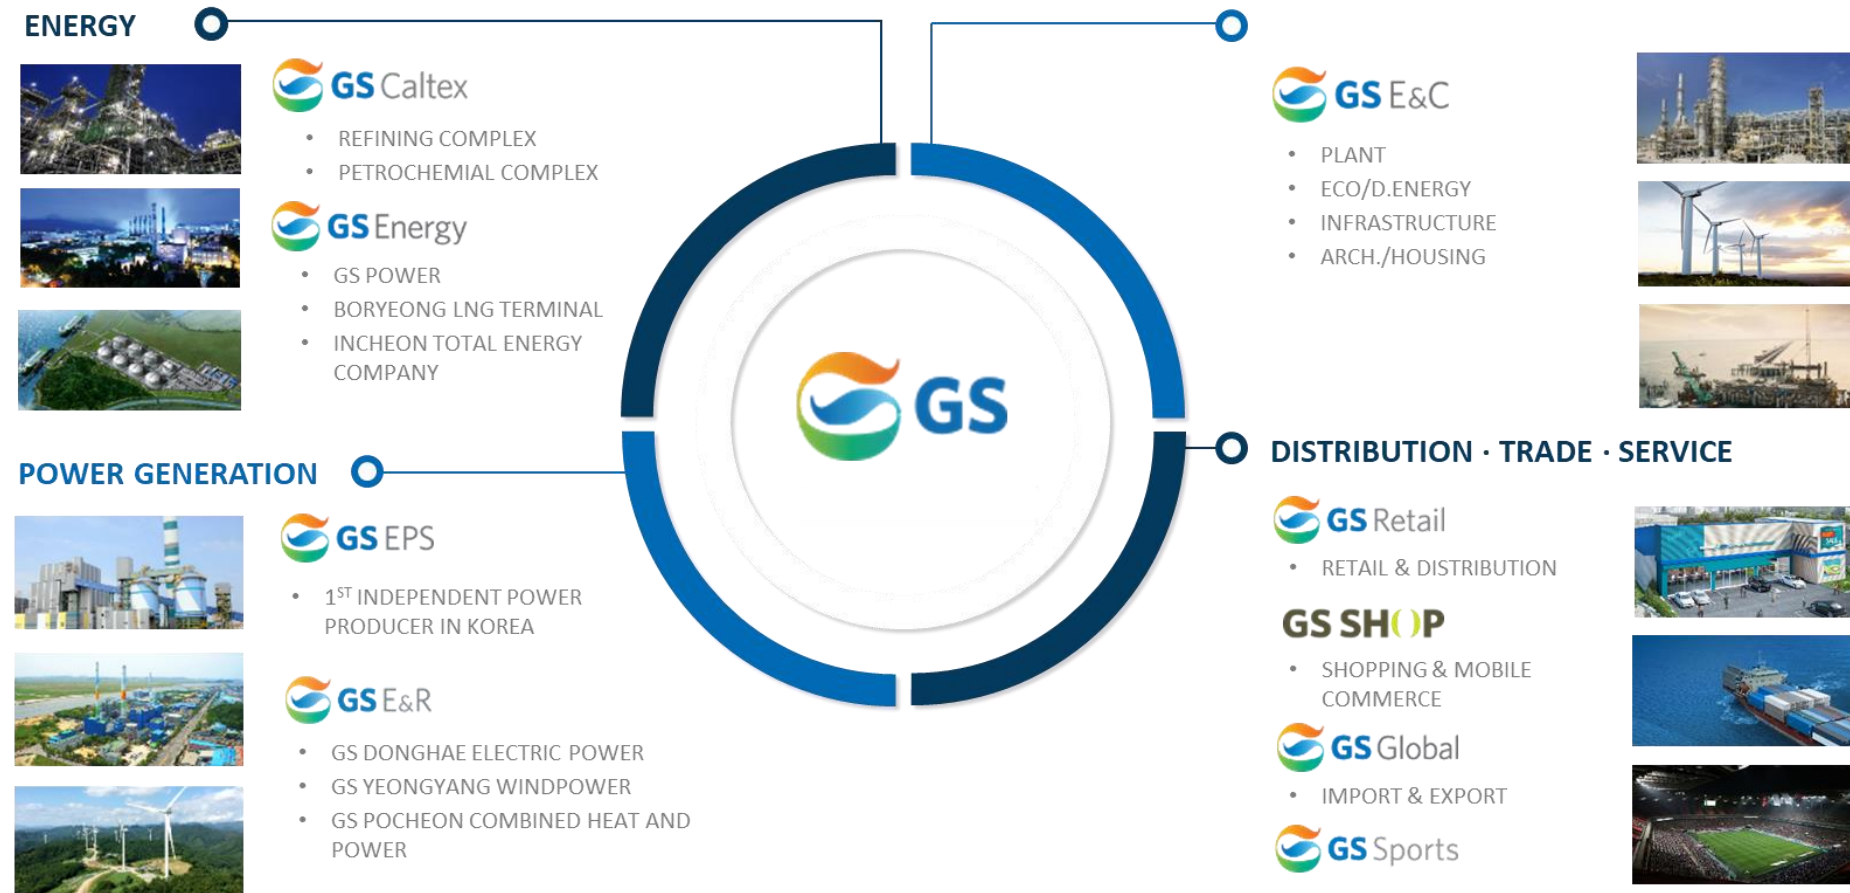 ENERGY
GS Caltex
• REFINING COMPLEX
• PETROCHEMIAL COMPLEX
GS Energy
• GS POWER
• BORYEONG LNG TERMINAL
• INCHEON TOTAL ENERGY
COMPANY
POWER GENERATION
GS EPS
• 1ST INDEPENDENT POWER
PRODUCER IN KOREA
GS E&R
• GS DONGHAE ELECTRIC POWER
• GS YEONGYANG WINDPOWER
• GS POCHEON COMBINED HEAT AND
POWER
GS
GS E&C
• PLANT
• ECO/D.ENERGY
• INFRASTRUCTURE
• ARCH./HOUSING
DISTRIBUTION · TRADE · SERVICE
GS Retail
• RETAIL & DISTRIBUTION
GS SHOP
• SHOPPING & MOBILE
COMMERCE
GS Global
• IMPORT & EXPORT
GS Sports